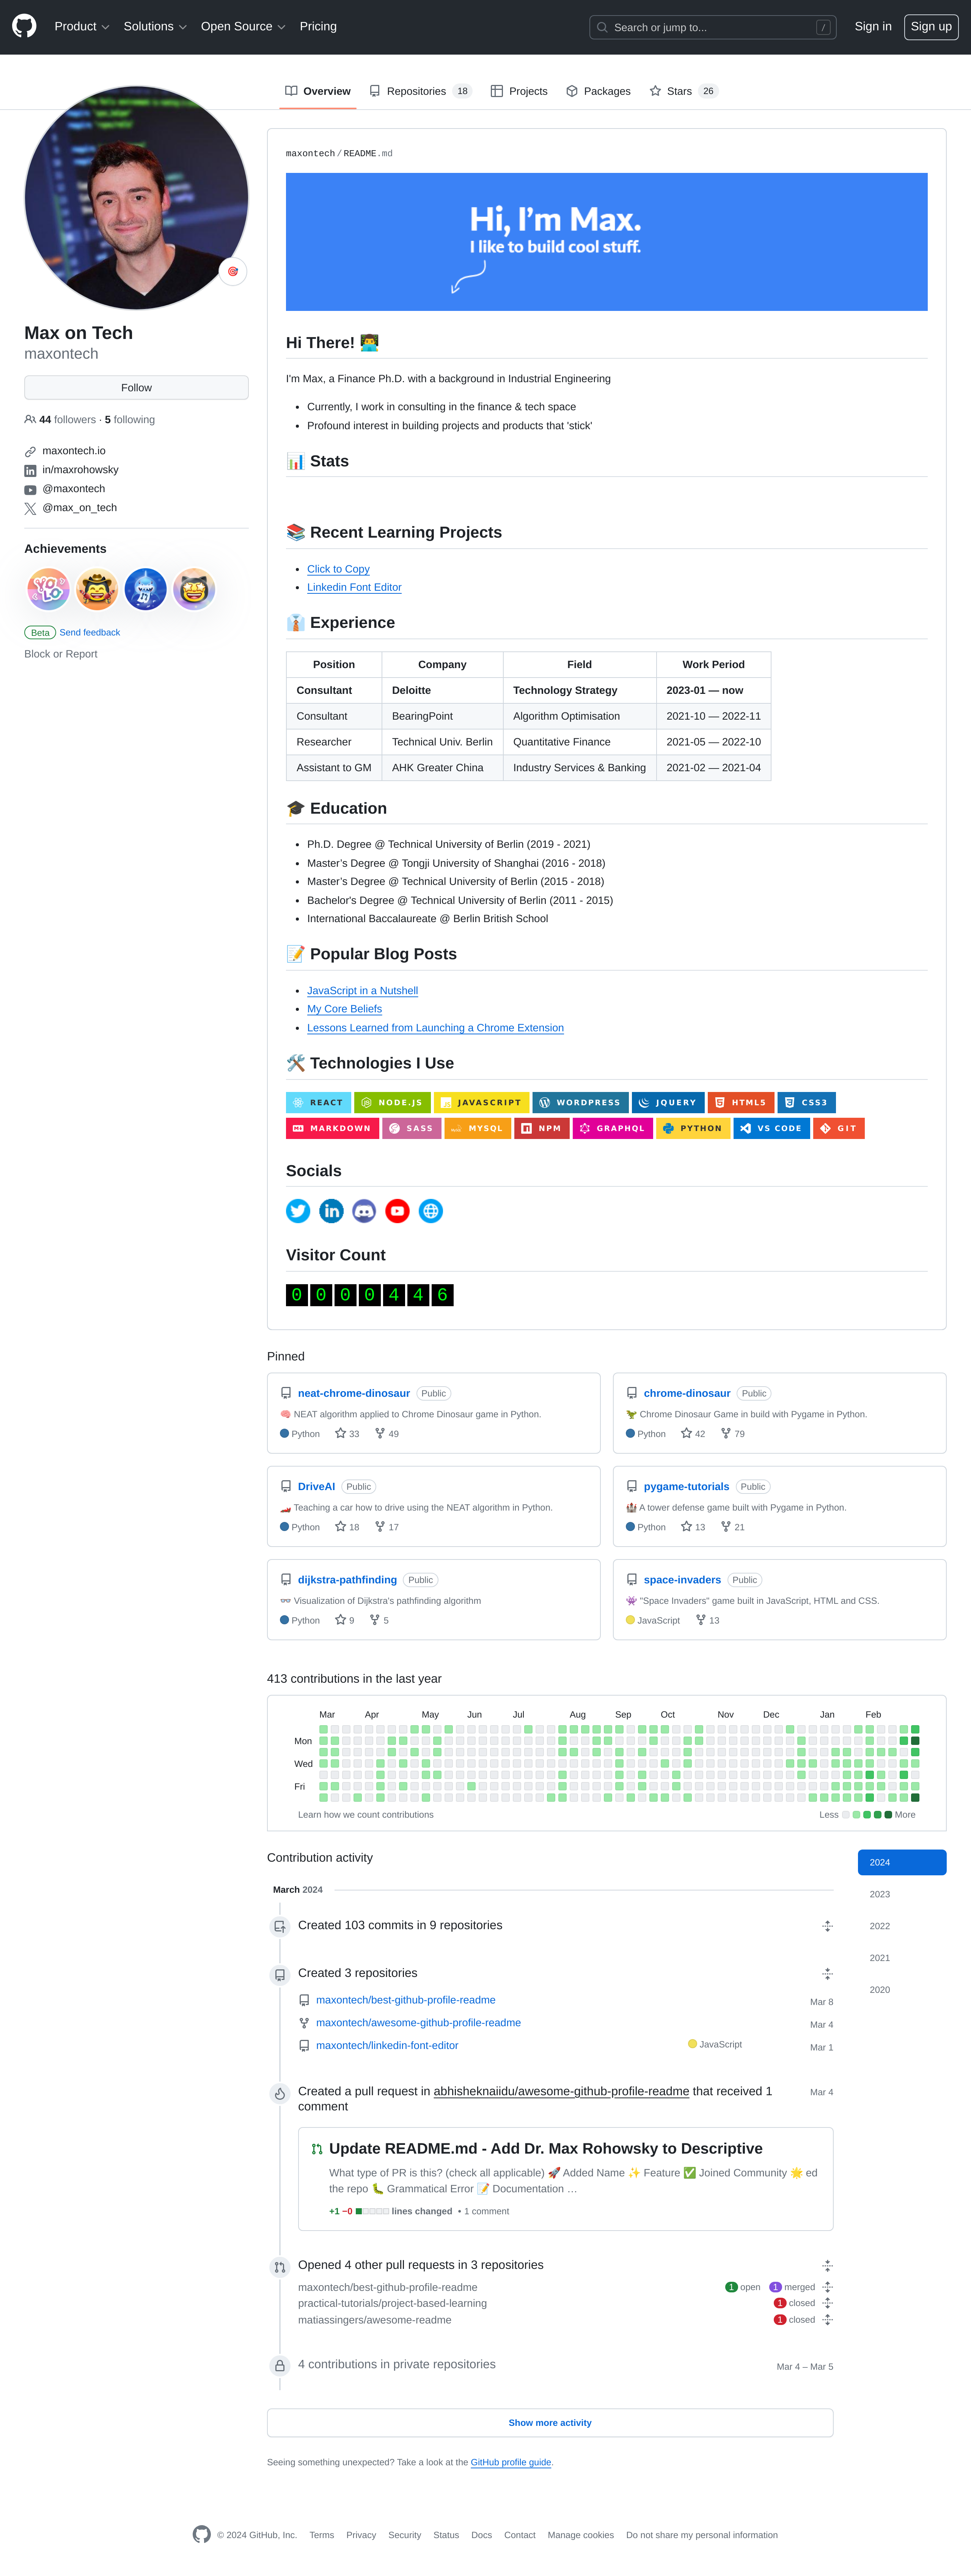 Product Solutions Open Source Pricing Search or jump to... / Sign in Sign up
Overview Repositories 18 Projects Packages Stars 26
Max on Tech
maxontech
Follow
44 followers · 5 following
maxontech.io
in/maxrohowsky
@maxontech
@max_on_tech
Achievements
YOLO
Beta Send feedback
Block or Report
maxontech/README.md
Hi, I'm Max.
I like to build cool stuff.
Hi There! 👨‍💻
I'm Max, a Finance Ph.D. with a background in Industrial Engineering
• Currently, I work in consulting in the finance & tech space
• Profound interest in building projects and products that 'stick'
📊 Stats
📚 Recent Learning Projects
• Click to Copy
• Linkedin Font Editor
👔 Experience
Position Company Field Work Period
Consultant Deloitte Technology Strategy 2023-01 — now
Consultant BearingPoint Algorithm Optimisation 2021-10 — 2022-11
Researcher Technical Univ. Berlin Quantitative Finance 2021-05 — 2022-10
Assistant to GM AHK Greater China Industry Services & Banking 2021-02 — 2021-04
🎓 Education
• Ph.D. Degree @ Technical University of Berlin (2019 - 2021)
• Master's Degree @ Tongji University of Shanghai (2016 - 2018)
• Master's Degree @ Technical University of Berlin (2015 - 2018)
• Bachelor's Degree @ Technical University of Berlin (2011 - 2015)
• International Baccalaureate @ Berlin British School
📝 Popular Blog Posts
• JavaScript in a Nutshell
• My Core Beliefs
• Lessons Learned from Launching a Chrome Extension
🛠️ Technologies I Use
REACT NODE.JS JAVASCRIPT WORDPRESS JQUERY HTML5 CSS3
MARKDOWN SASS MYSQL NPM GRAPHQL PYTHON VS CODE GIT
Socials
Visitor Count
0000446
Pinned
neat-chrome-dinosaur Public
🧠 NEAT algorithm applied to Chrome Dinosaur game in Python.
Python 33 49
chrome-dinosaur Public
🦖 Chrome Dinosaur Game in build with Pygame in Python.
Python 42 79
DriveAI Public
🏎️ Teaching a car how to drive using the NEAT algorithm in Python.
Python 18 17
pygame-tutorials Public
🏰 A tower defense game built with Pygame in Python.
Python 13 21
dijkstra-pathfinding Public
👓 Visualization of Dijkstra's pathfinding algorithm
Python 9 5
space-invaders Public
👾 "Space Invaders" game built in JavaScript, HTML and CSS.
JavaScript 13
413 contributions in the last year
Mar Apr May Jun Jul Aug Sep Oct Nov Dec Jan Feb
Mon
Wed
Fri
Learn how we count contributions Less More
Contribution activity
2024
2023
2022
2021
2020
March 2024
Created 103 commits in 9 repositories
Created 3 repositories
maxontech/best-github-profile-readme Mar 8
maxontech/awesome-github-profile-readme Mar 4
maxontech/linkedin-font-editor JavaScript Mar 1
Created a pull request in abhisheknaiidu/awesome-github-profile-readme that received 1 Mar 4
comment
Update README.md - Add Dr. Max Rohowsky to Descriptive
What type of PR is this? (check all applicable) 🚀 Added Name ✨ Feature ✅ Joined Community 🌟 ed
the repo 🐛 Grammatical Error 📝 Documentation …
+1 −0 lines changed • 1 comment
Opened 4 other pull requests in 3 repositories
maxontech/best-github-profile-readme 1 open 1 merged
practical-tutorials/project-based-learning 1 closed
matiassingers/awesome-readme 1 closed
4 contributions in private repositories Mar 4 – Mar 5
Show more activity
Seeing something unexpected? Take a look at the GitHub profile guide.
© 2024 GitHub, Inc. Terms Privacy Security Status Docs Contact Manage cookies Do not share my personal information